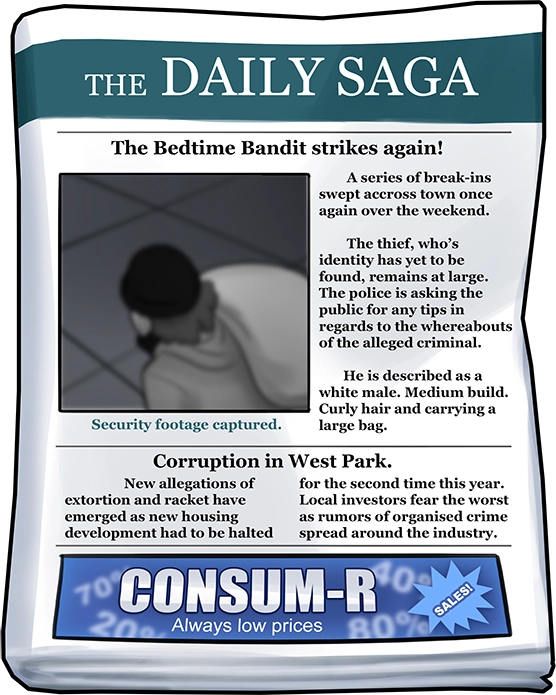 THE DAILY SAGA
The Bedtime Bandit strikes again!
A series of break-ins
swept accross town once
again over the weekend.
The thief, who's
identity has yet to be
found, remains at large.
The police is asking the
public for any tips in
regards to the whereabouts
of the alleged criminal.
He is described as a
white male. Medium build.
Curly hair and carrying a
large bag.
Security footage captured.
Corruption in West Park.
New allegations of
extortion and racket have
emerged as new housing
development had to be halted
for the second time this year.
Local investors fear the worst
as rumors of organised crime
spread around the industry.
70%
40%
CONSUM-R
SALES!
20%
Always low prices
80%